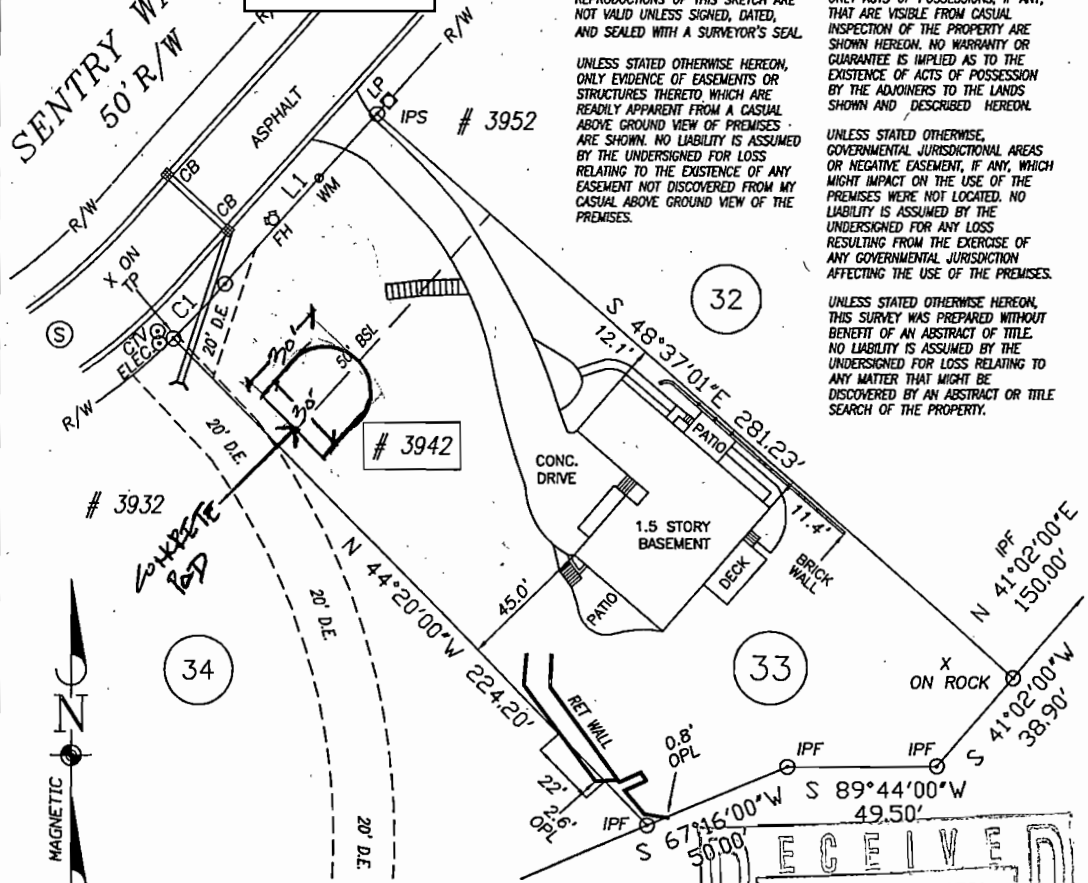 REPRODUCTIONS OF THIS SKETCH ARE
NOT VALID UNLESS SIGNED, DATED,
AND SEALED WITH A SURVEYOR'S SEAL.
UNLESS STATED OTHERWISE HEREON,
ONLY EVIDENCE OF EASEMENTS OR
STRUCTURES THERETO WHICH ARE
READILY APPARENT FROM A CASUAL
ABOVE GROUND VIEW OF PREMISES
ARE SHOWN. NO LIABILITY IS ASSUMED
BY THE UNDERSIGNED FOR LOSS
RELATING TO THE EXISTENCE OF ANY
EASEMENT NOT DISCOVERED FROM MY
CASUAL ABOVE GROUND VIEW OF THE
PREMISES.
ONLY ACTS OF POSSESSIONS, IF ANY,
THAT ARE VISIBLE FROM CASUAL
INSPECTION OF THE PROPERTY ARE
SHOWN HEREON. NO WARRANTY OR
GUARANTEE IS IMPLIED AS TO THE
EXISTENCE OF ACTS OF POSSESSION
BY THE ADJOINERS TO THE LANDS
SHOWN AND DESCRIBED HEREON.
UNLESS STATED OTHERWISE,
GOVERNMENTAL JURISDICTIONAL AREAS
OR NEGATIVE EASEMENT, IF ANY, WHICH
MIGHT IMPACT ON THE USE OF THE
PREMISES WERE NOT LOCATED. NO
LIABILITY IS ASSUMED BY THE
UNDERSIGNED FOR ANY LOSS
RESULTING FROM THE EXERCISE OF
ANY GOVERNMENTAL JURISDICTION
AFFECTING THE USE OF THE PREMISES.
UNLESS STATED OTHERWISE HEREON,
THIS SURVEY WAS PREPARED WITHOUT
BENEFIT OF AN ABSTRACT OF TITLE.
NO LIABILITY IS ASSUMED BY THE
UNDERSIGNED FOR LOSS RELATING TO
ANY MATTER THAT MIGHT BE
DISCOVERED BY AN ABSTRACT OR TITLE
SEARCH OF THE PROPERTY.
SENTRY
50' R/W
R/W
R/W
ASPHALT
LP
IPS
# 3952
CB
CB
L1
WM
FH
R/W
X ON
TP
C1
S
CTV
ELEC.
20' D.E.
R/W
30'
30'
50' BSL
# 3942
20' D.E.
# 3932
CONCRETE
PAD
32
S 48°37'01"E 281.23'
12.1'
PATIO
CONC.
DRIVE
1.5 STORY
BASEMENT
11.4'
BRICK
WALL
DECK
PATIO
45.0'
N 44°20'00"W 224.20'
20' D.E.
34
33
IPF
N 41°02'00"E
150.00'
X
ON ROCK
S 41°02'00"W
38.90'
RET WALL
0.8'
OPL
22'
2.6'
OPL
IPF
IPF
IPF
S 89°44'00"W
49.50'
S 67°16'00"W
50.00'
20' D.E.
MAGNETIC
N
RECEIVED